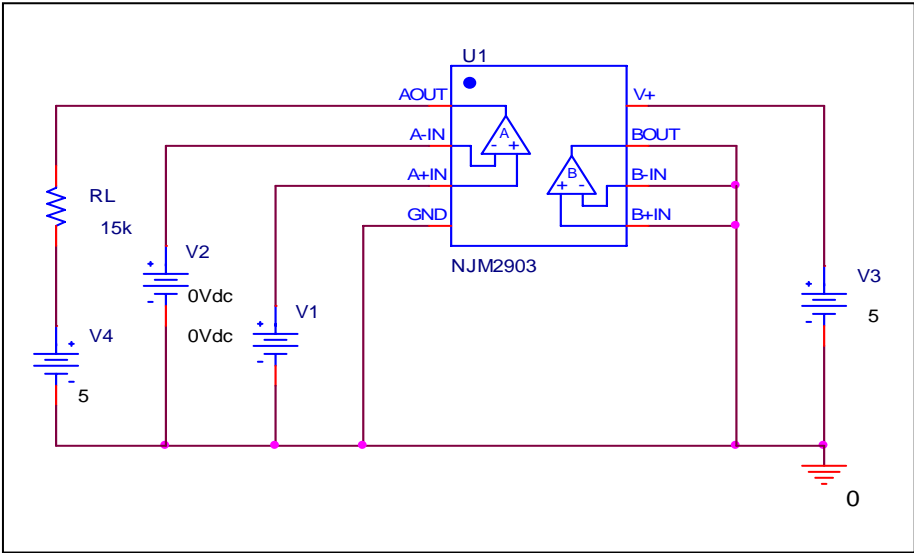 U1
AOUT
V+
A-IN
A
- +
BOUT
A+IN
B
+ -
B-IN
GND
B+IN
RL
15k
NJM2903
V2
+
-
0Vdc
V1
+
-
0Vdc
V3
+
-
5
V4
+
-
5
0